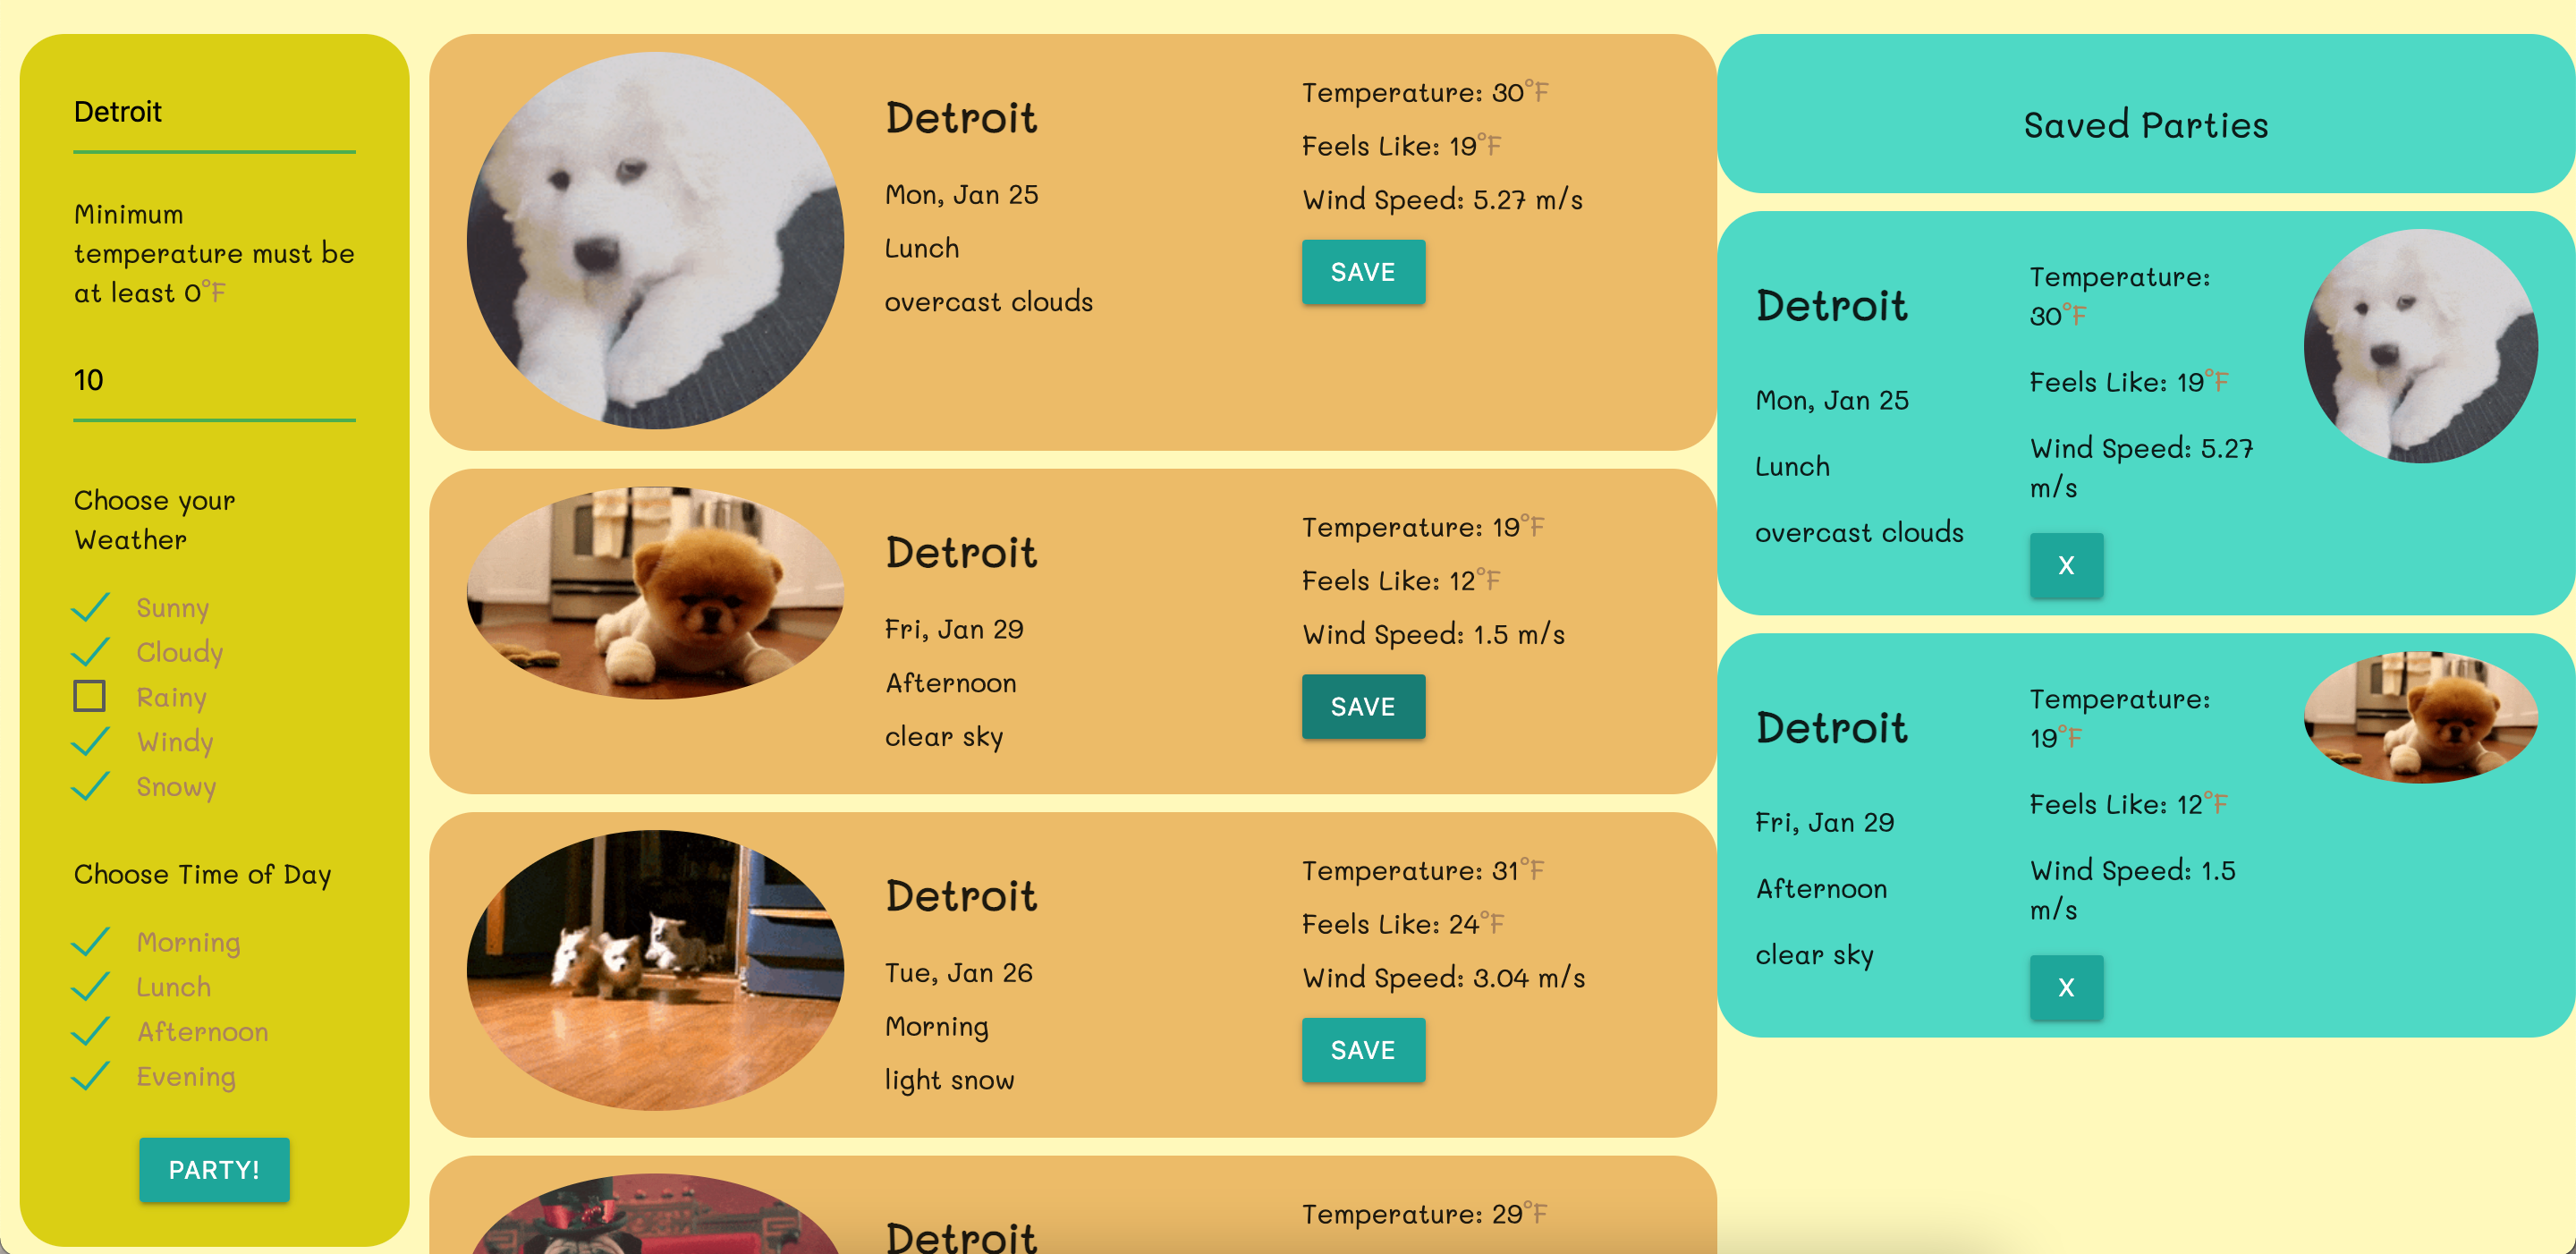 Detroit
Minimum
temperature must be
at least 0°F
10
Choose your
Weather
Sunny
Cloudy
Rainy
Windy
Snowy
Choose Time of Day
Morning
Lunch
Afternoon
Evening
PARTY!
Detroit
Mon, Jan 25
Lunch
overcast clouds
Temperature: 30°F
Feels Like: 19°F
Wind Speed: 5.27 m/s
SAVE
Detroit
Fri, Jan 29
Afternoon
clear sky
Temperature: 19°F
Feels Like: 12°F
Wind Speed: 1.5 m/s
SAVE
Detroit
Tue, Jan 26
Morning
light snow
Temperature: 31°F
Feels Like: 24°F
Wind Speed: 3.04 m/s
SAVE
Detroit
Temperature: 29°F
Saved Parties
Detroit
Mon, Jan 25
Lunch
overcast clouds
Temperature:
30°F
Feels Like: 19°F
Wind Speed: 5.27
m/s
X
Detroit
Fri, Jan 29
Afternoon
clear sky
Temperature:
19°F
Feels Like: 12°F
Wind Speed: 1.5
m/s
X